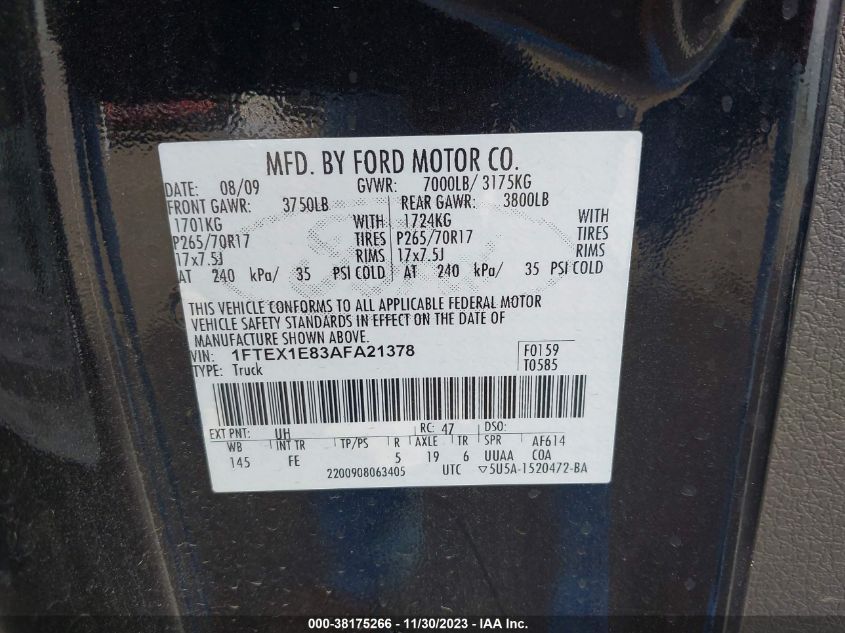 MFD. BY FORD MOTOR CO.
DATE: 08/09 GVWR: 7000LB/ 3175KG
FRONT GAWR: 3750LB REAR GAWR: 3800LB
1701KG WITH 1724KG WITH
P265/70R17 TIRES P265/70R17 TIRES
17x7.5J RIMS 17x7.5J RIMS
AT 240 kPa/ 35 PSI COLD AT 240 kPa/ 35 PSI COLD
THIS VEHICLE CONFORMS TO ALL APPLICABLE FEDERAL MOTOR
VEHICLE SAFETY STANDARDS IN EFFECT ON THE DATE OF
MANUFACTURE SHOWN ABOVE.
VIN: 1FTEX1E83AFA21378 F0159
TYPE: Truck T0585
EXT PNT: UH RC: 47 DSO:
WB INT TR TP/PS R AXLE TR SPR AF614
145 FE 5 19 6 UUAA COA
2200908063405 UTC ▽5U5A-1520472-BA
000-38175266 - 11/30/2023 - IAA Inc.